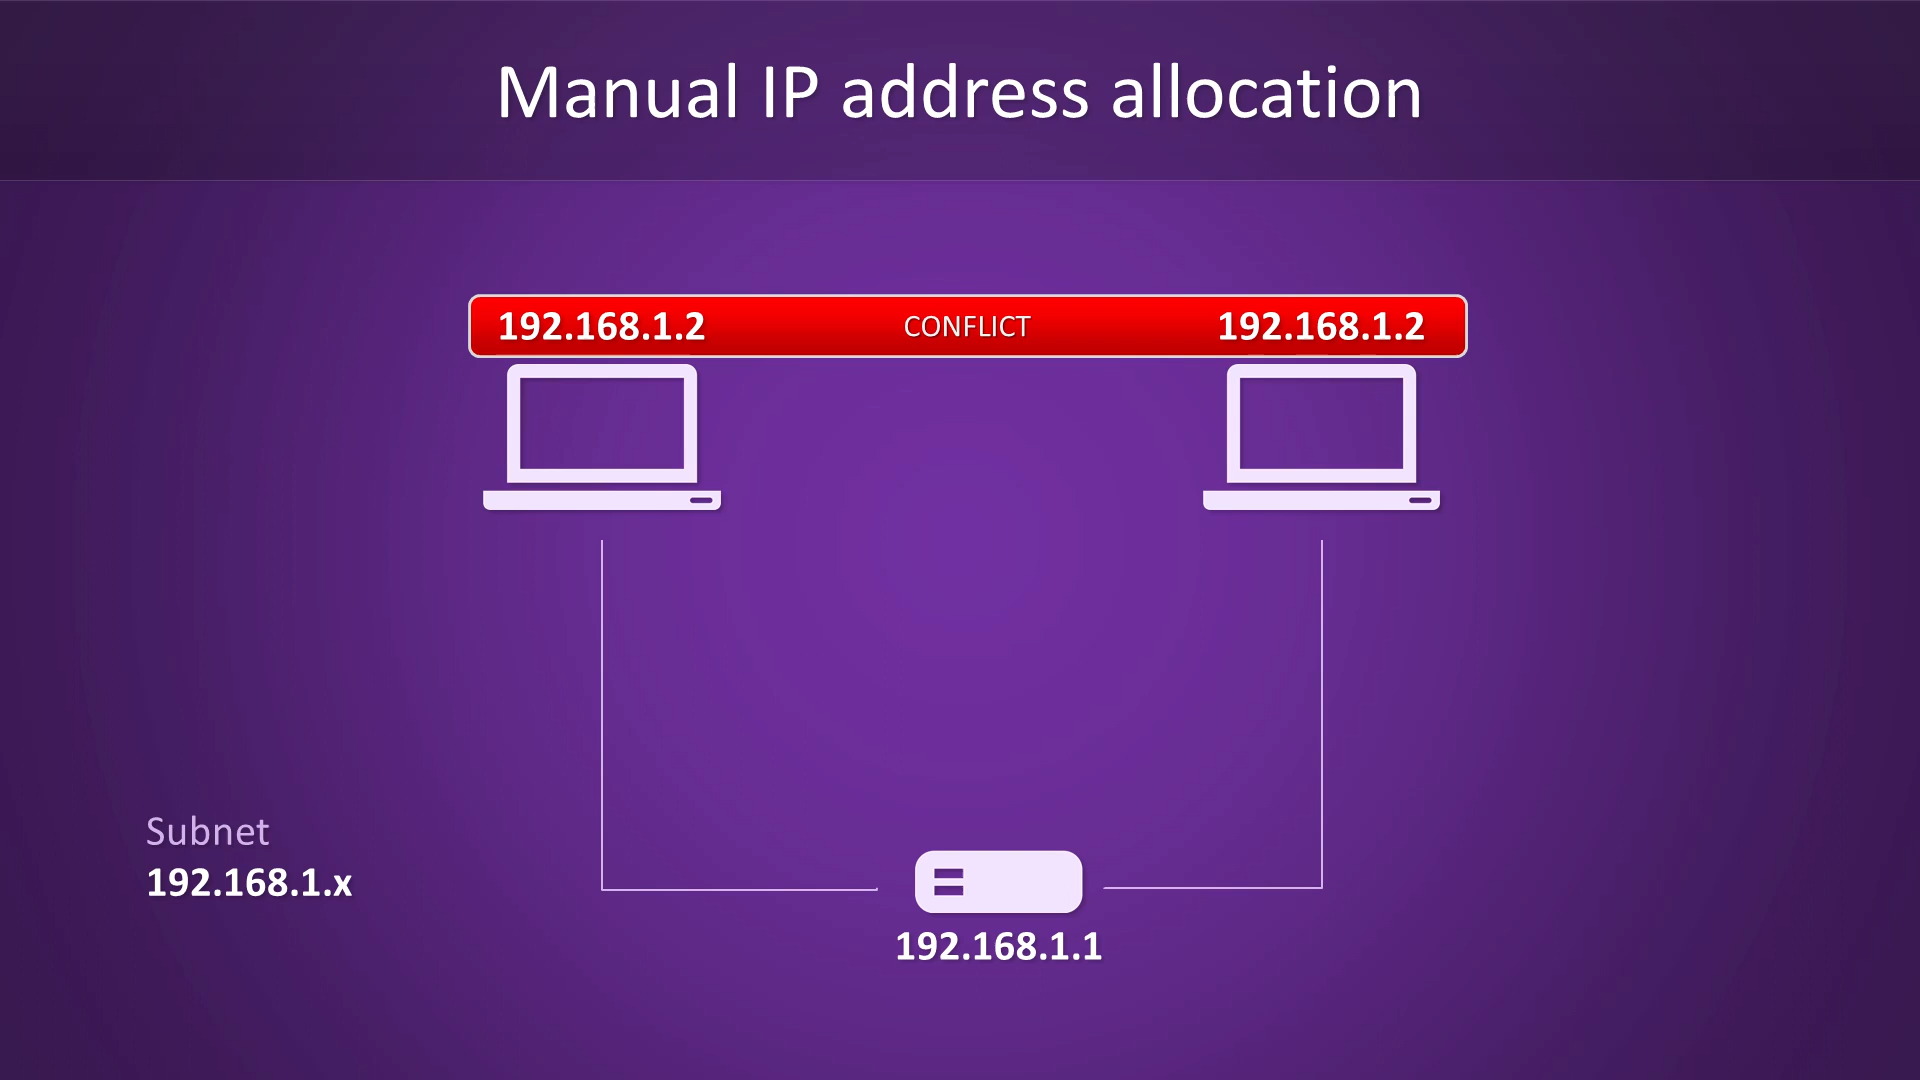 Manual IP address allocation
192.168.1.2 CONFLICT 192.168.1.2
Subnet
192.168.1.x
192.168.1.1